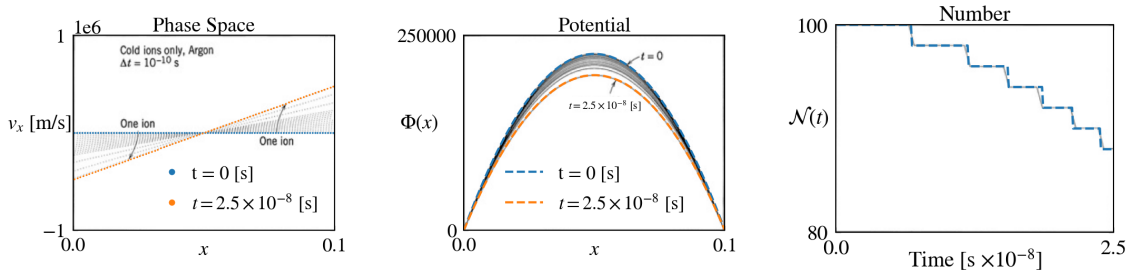 Phase Space
1 1e6
Cold ions only, Argon
Δt = 10⁻¹⁰ s
vₓ [m/s]
One ion
One ion
t = 0 [s]
t = 2.5 × 10⁻⁸ [s]
−1
0.0 x 0.1
Potential
250000
t = 0
t = 2.5 × 10⁻⁸ [s]
Φ(x)
t = 0 [s]
t = 2.5 × 10⁻⁸ [s]
0
0.0 x 0.1
Number
100
𝒩(t)
80
0.0 2.5
Time [s ×10⁻⁸]